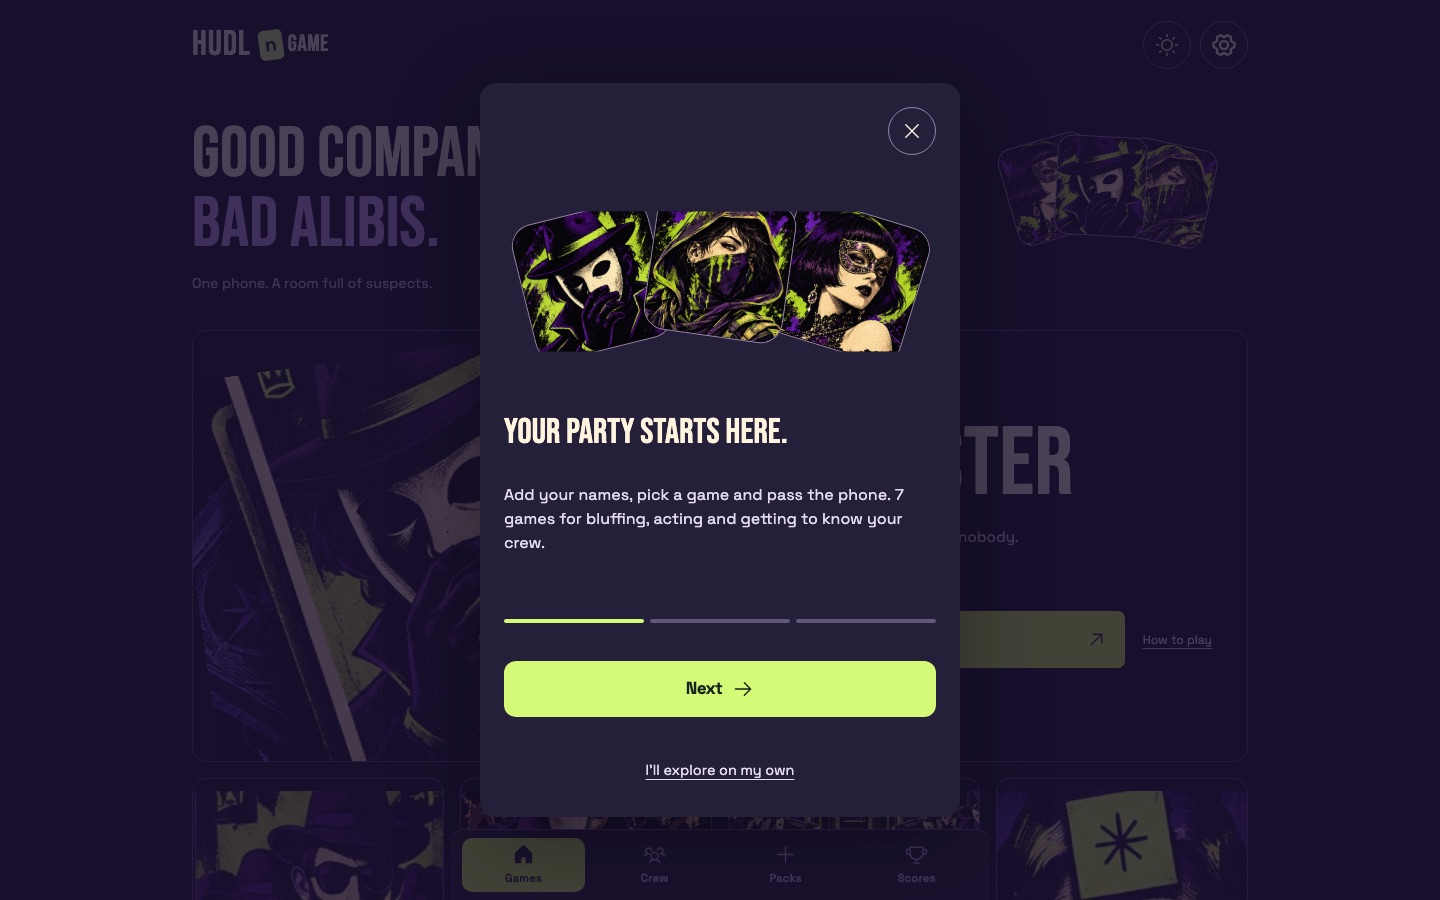 HUDL n GAME
GOOD COMPAN
BAD ALIBIS.
One phone. A room full of suspects.
YOUR PARTY STARTS HERE.
Add your names, pick a game and pass the phone. 7
games for bluffing, acting and getting to know your
crew.
STER
nobody.
How to play
Next
I'll explore on my own
Games
Crew
Packs
Scores